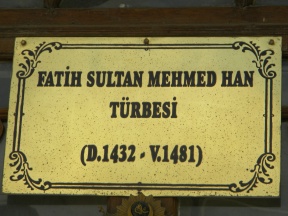 FATİH SULTAN MEHMED HAN
TÜRBESİ
(D.1432 - V.1481)